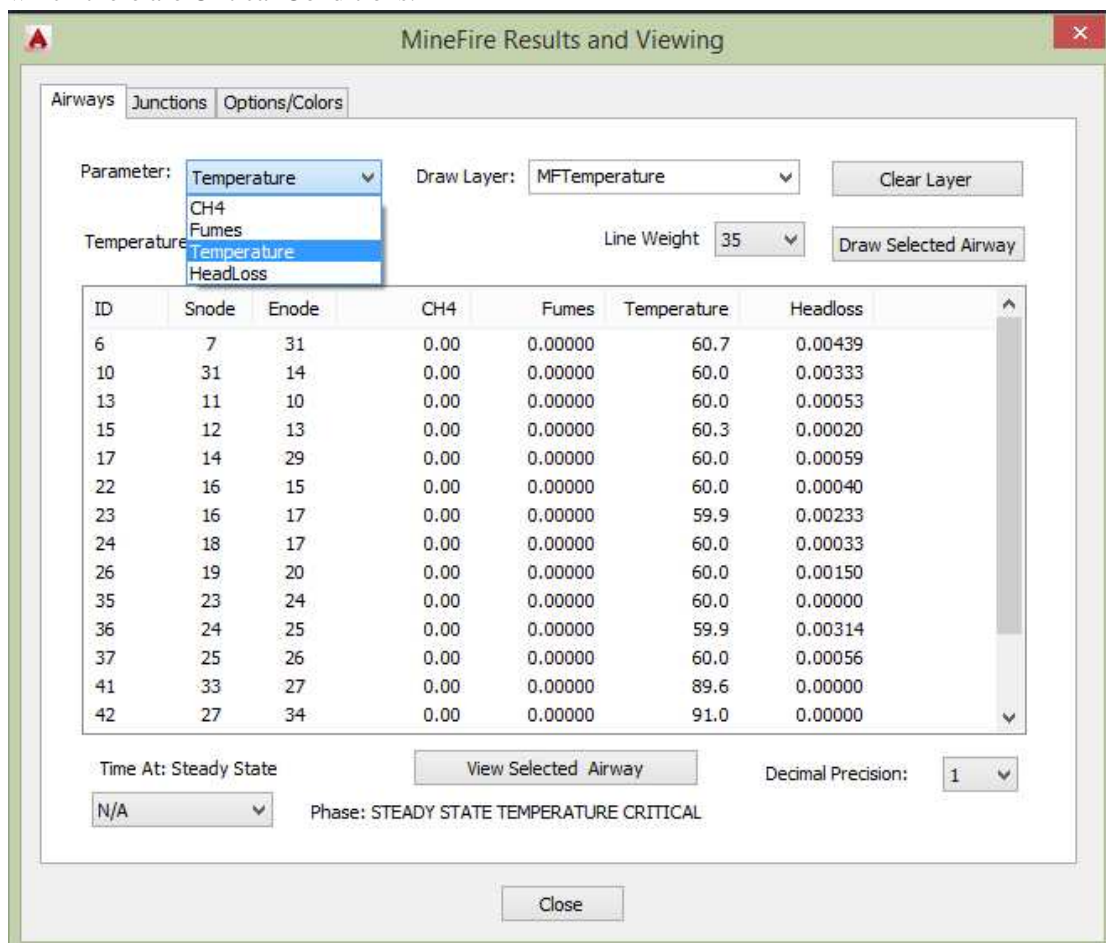 MineFire Results and Viewing
Airways Junctions Options/Colors
Parameter: Temperature Draw Layer: MFTemperature Clear Layer
CH4
Fumes
Temperature Line Weight 35 Draw Selected Airway
Temperature
HeadLoss
ID Snode Enode CH4 Fumes Temperature Headloss
6 7 31 0.00 0.00000 60.7 0.00439
10 31 14 0.00 0.00000 60.0 0.00333
13 11 10 0.00 0.00000 60.0 0.00053
15 12 13 0.00 0.00000 60.3 0.00020
17 14 29 0.00 0.00000 60.0 0.00059
22 16 15 0.00 0.00000 60.0 0.00040
23 16 17 0.00 0.00000 59.9 0.00233
24 18 17 0.00 0.00000 60.0 0.00033
26 19 20 0.00 0.00000 60.0 0.00150
35 23 24 0.00 0.00000 60.0 0.00000
36 24 25 0.00 0.00000 59.9 0.00314
37 25 26 0.00 0.00000 60.0 0.00056
41 33 27 0.00 0.00000 89.6 0.00000
42 27 34 0.00 0.00000 91.0 0.00000
Time At: Steady State View Selected Airway Decimal Precision: 1
N/A Phase: STEADY STATE TEMPERATURE CRITICAL
Close